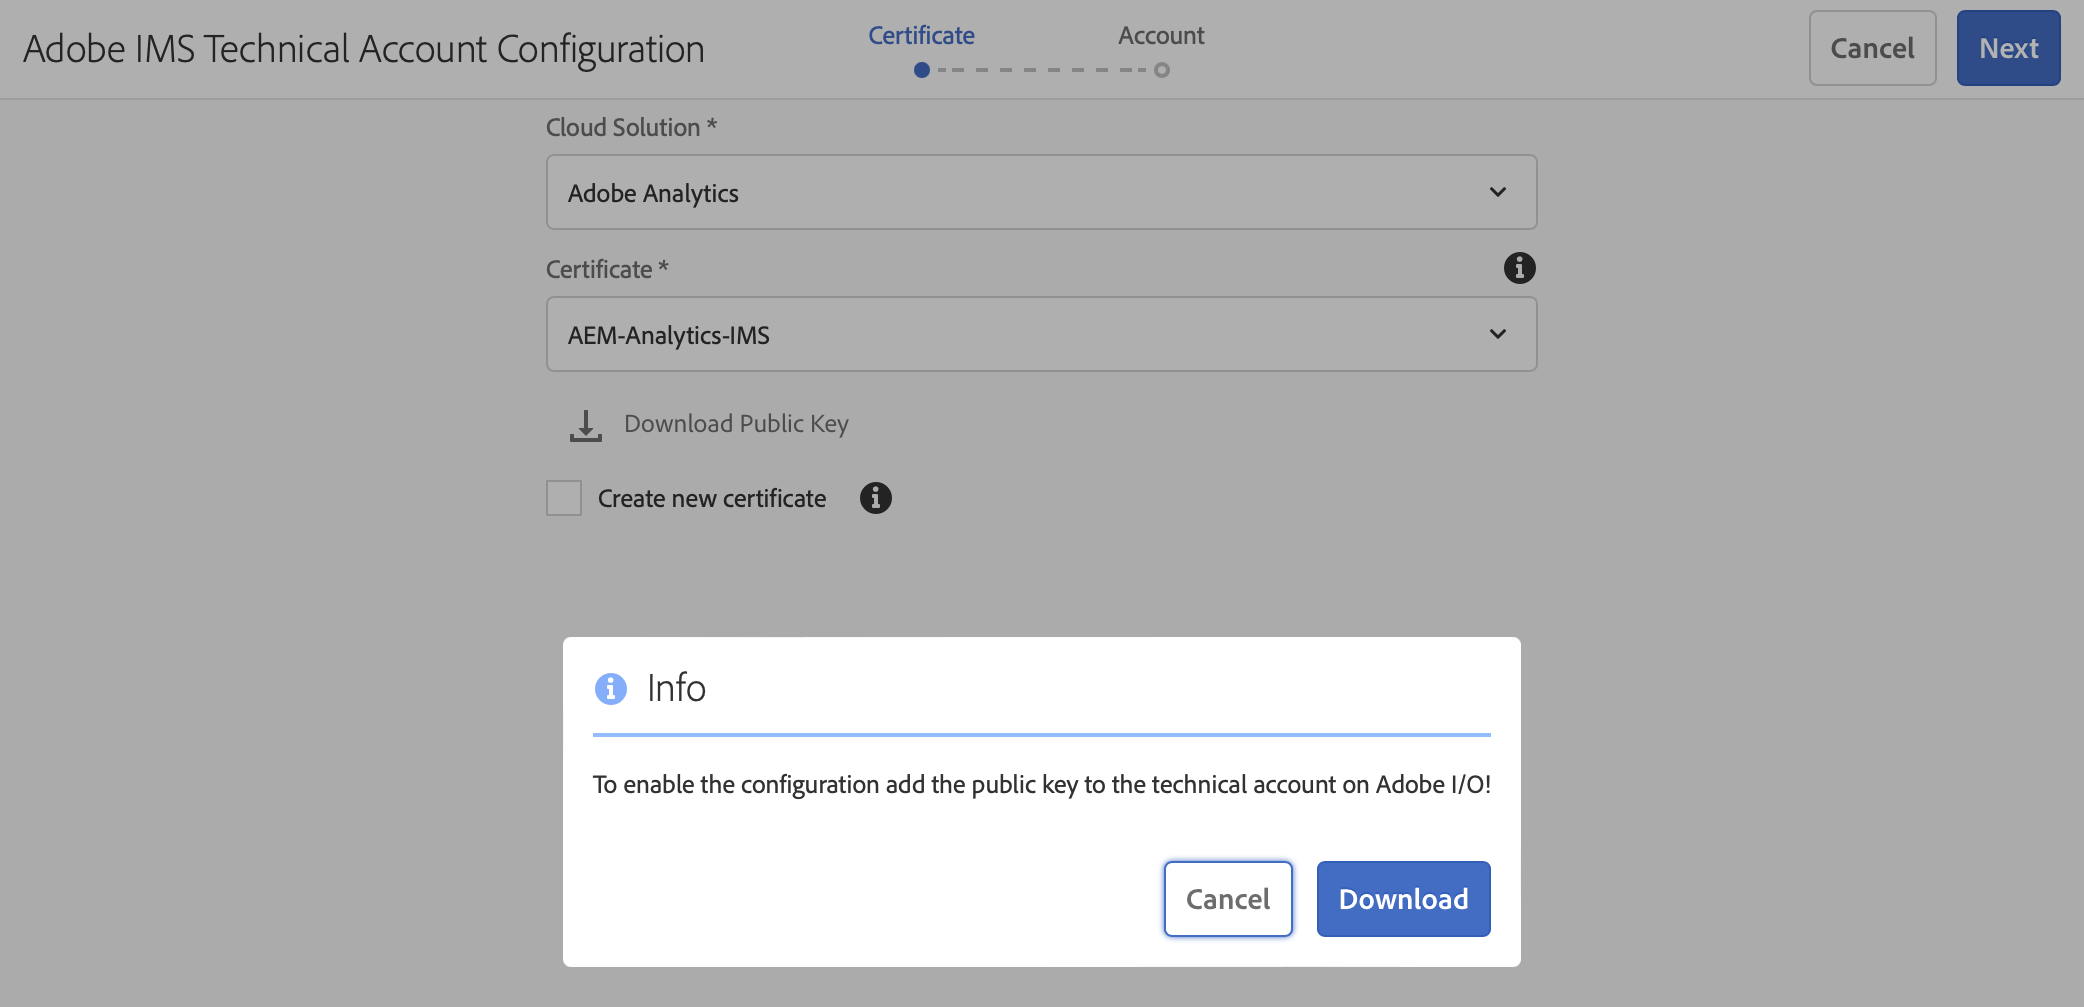 Adobe IMS Technical Account Configuration
Certificate
Account
Cancel
Next
Cloud Solution *
Adobe Analytics
Certificate *
AEM-Analytics-IMS
Download Public Key
Create new certificate
Info
To enable the configuration add the public key to the technical account on Adobe I/O!
Cancel
Download